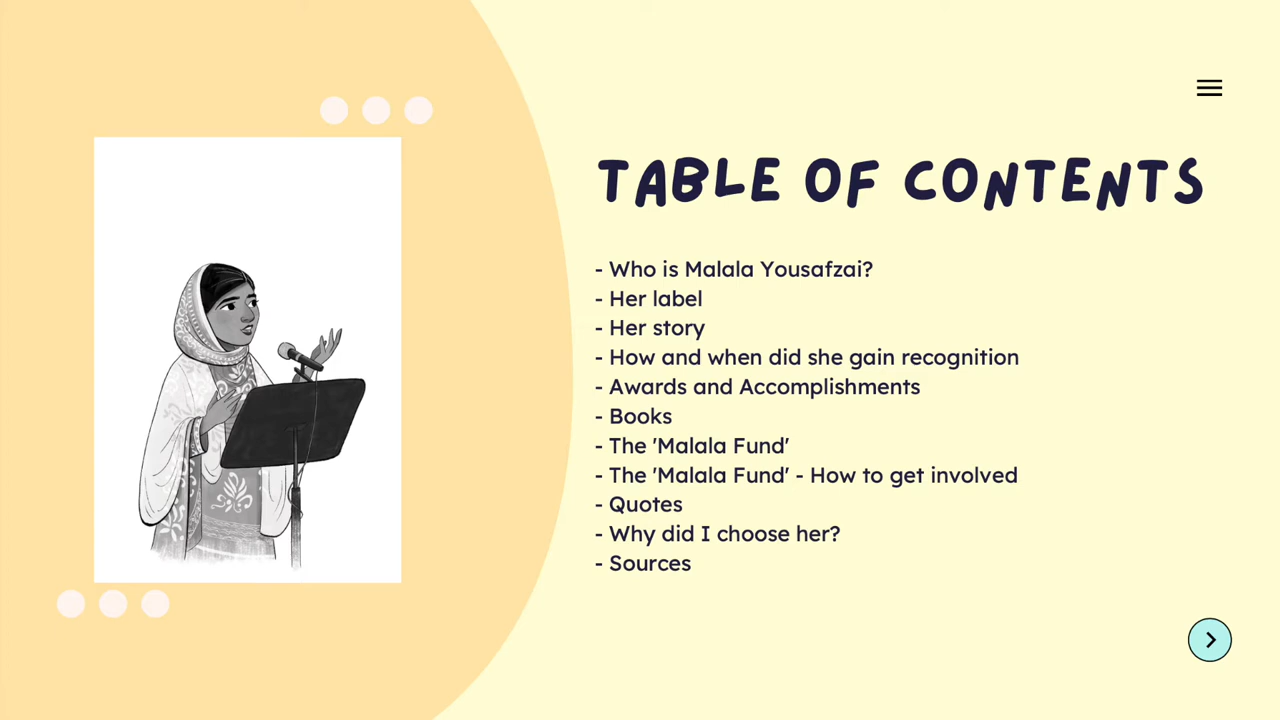 TABLE OF CONTENTS
- Who is Malala Yousafzai?
- Her label
- Her story
- How and when did she gain recognition
- Awards and Accomplishments
- Books
- The 'Malala Fund'
- The 'Malala Fund' - How to get involved
- Quotes
- Why did I choose her?
- Sources